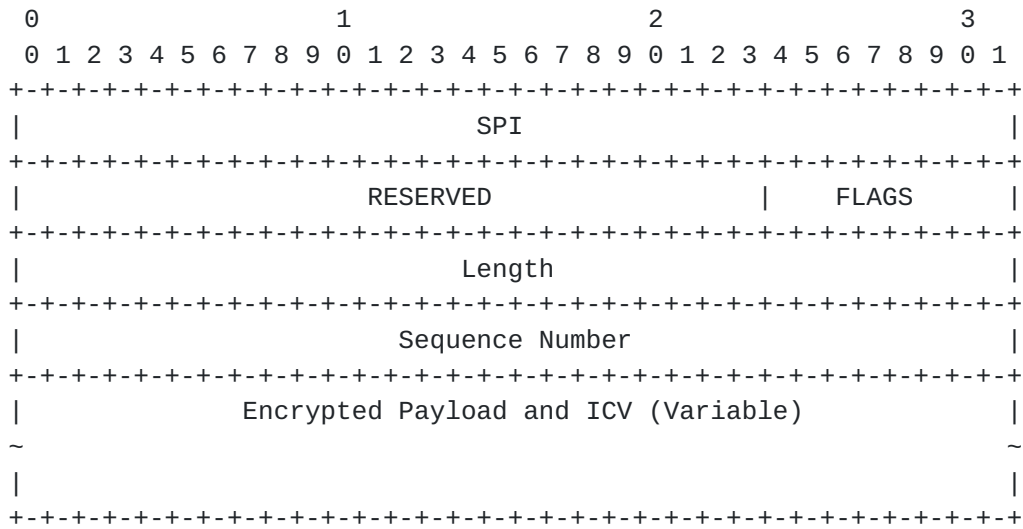 0                   1                   2                   3
 0 1 2 3 4 5 6 7 8 9 0 1 2 3 4 5 6 7 8 9 0 1 2 3 4 5 6 7 8 9 0 1
+-+-+-+-+-+-+-+-+-+-+-+-+-+-+-+-+-+-+-+-+-+-+-+-+-+-+-+-+-+-+-+-+
|                             SPI                               |
+-+-+-+-+-+-+-+-+-+-+-+-+-+-+-+-+-+-+-+-+-+-+-+-+-+-+-+-+-+-+-+-+
|                      RESERVED                 |    FLAGS      |
+-+-+-+-+-+-+-+-+-+-+-+-+-+-+-+-+-+-+-+-+-+-+-+-+-+-+-+-+-+-+-+-+
|                            Length                             |
+-+-+-+-+-+-+-+-+-+-+-+-+-+-+-+-+-+-+-+-+-+-+-+-+-+-+-+-+-+-+-+-+
|                        Sequence Number                        |
+-+-+-+-+-+-+-+-+-+-+-+-+-+-+-+-+-+-+-+-+-+-+-+-+-+-+-+-+-+-+-+-+
|              Encrypted Payload and ICV (Variable)             |
~                                                               ~
|                                                               |
+-+-+-+-+-+-+-+-+-+-+-+-+-+-+-+-+-+-+-+-+-+-+-+-+-+-+-+-+-+-+-+-+